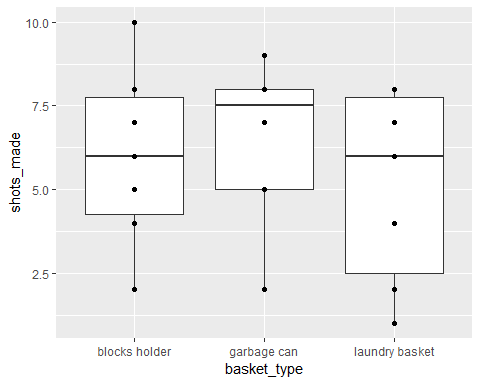 10.0
7.5
5.0
2.5
shots_made
blocks holder garbage can laundry basket
basket_type